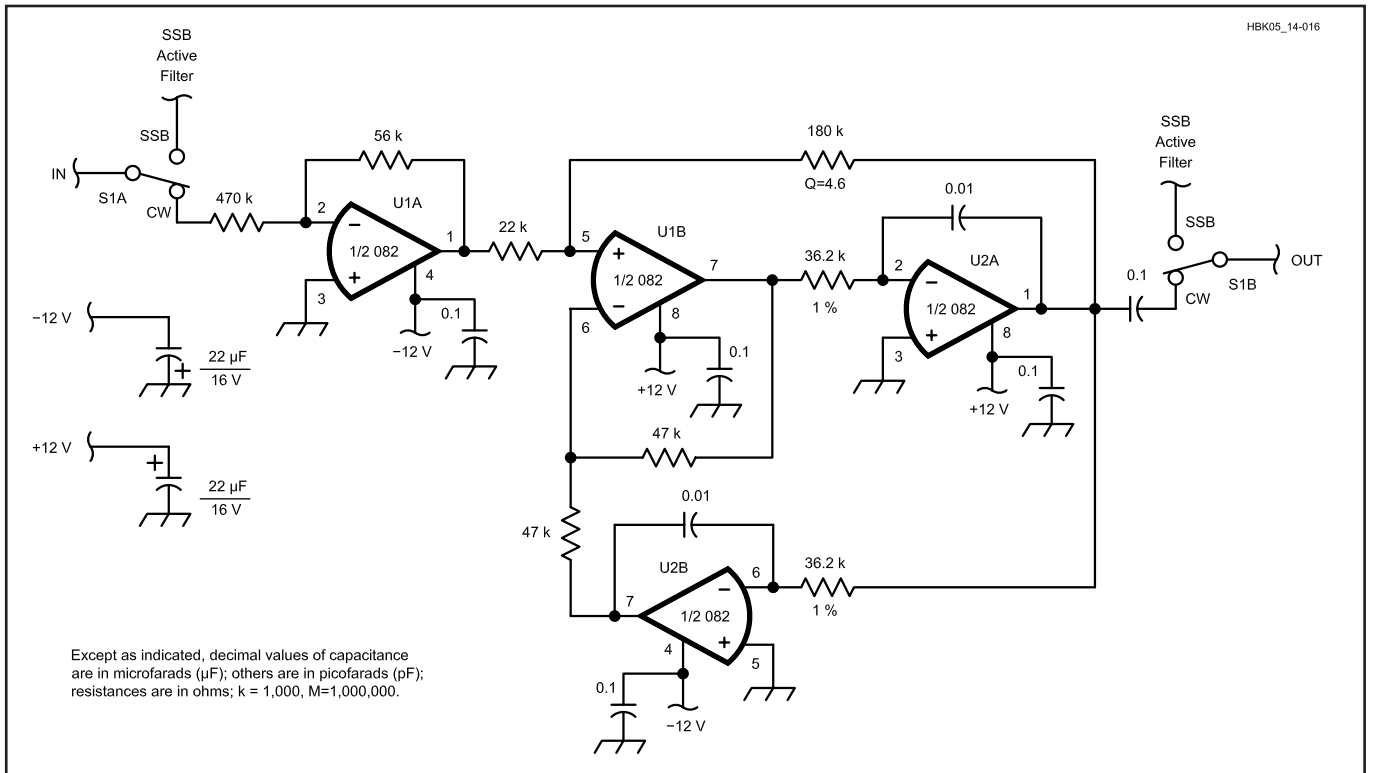 HBK05_14-016
SSB
Active
Filter
SSB
IN
S1A
CW
470 k
56 k
2
U1A
−
1/2 082
+
3
1
4
0.1
−12 V
22 k
180 k
Q=4.6
5
U1B
+
1/2 082
−
6
7
8
0.1
+12 V
36.2 k
1 %
0.01
2
U2A
−
1/2 082
+
3
1
8
0.1
+12 V
SSB
Active
Filter
SSB
0.1
CW
S1B
OUT
−12 V
+
22 µF
16 V
+12 V
+
22 µF
16 V
47 k
47 k
0.01
U2B
7
6
−
1/2 082
+
5
4
36.2 k
1 %
0.1
−12 V
Except as indicated, decimal values of capacitance
are in microfarads (µF); others are in picofarads (pF);
resistances are in ohms; k = 1,000, M=1,000,000.